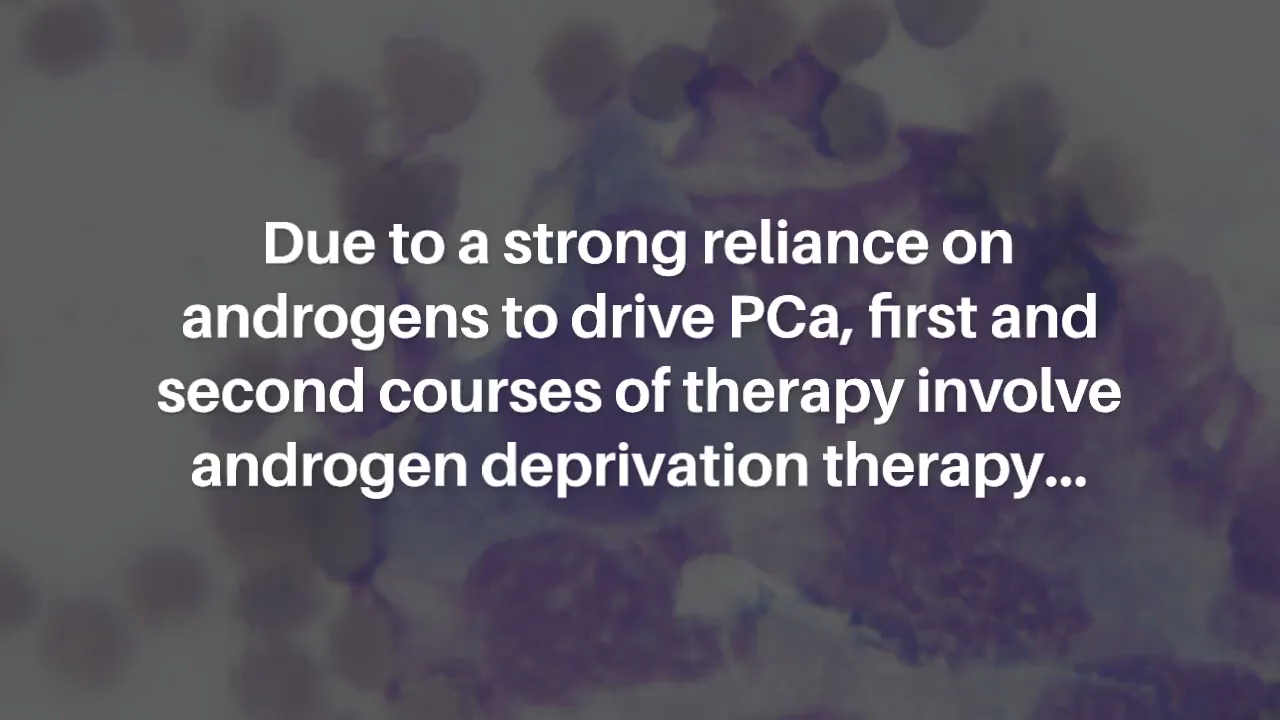 Due to a strong reliance on
androgens to drive PCa, first and
second courses of therapy involve
androgen deprivation therapy...